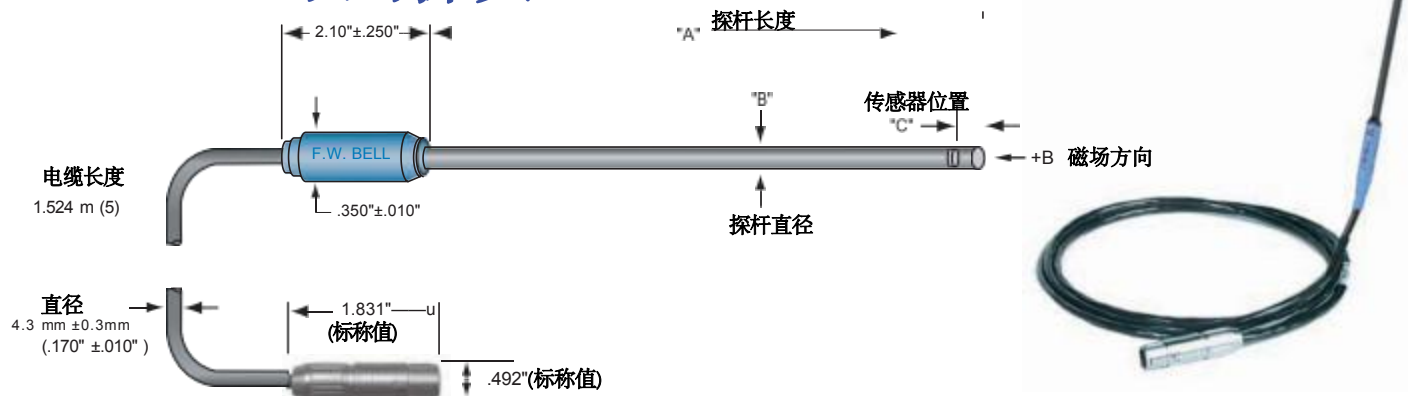 2.10"±.250"
"A" 探杆长度
"B"
传感器位置
"C"
F.W. BELL
+B 磁场方向
电缆长度
1.524 m (5)
.350"±.010"
探杆直径
直径
4.3 mm ±0.3mm
(.170" ±.010" )
1.831"——u
(标称值)
.492"(标称值)